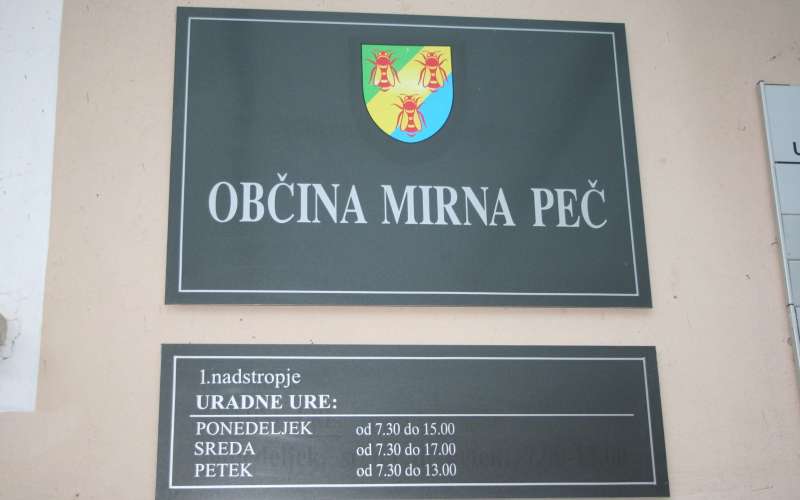 OBČINA MIRNA PEČ
1.nadstropje
URADNE URE:
PONEDELJEK od 7.30 do 15.00
SREDA od 7.30 do 17.00
PETEK od 7.30 do 13.00